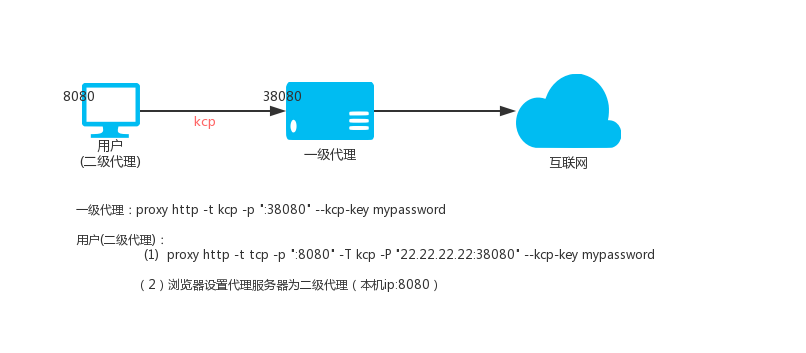 8080
38080
kcp
用户
(二级代理)
一级代理
互联网
一级代理：proxy http -t kcp -p ":38080" --kcp-key mypassword
用户(二级代理)：
(1) proxy http -t tcp -p ":8080" -T kcp -P "22.22.22.22:38080" --kcp-key mypassword
（2）浏览器设置代理服务器为二级代理（本机ip:8080）